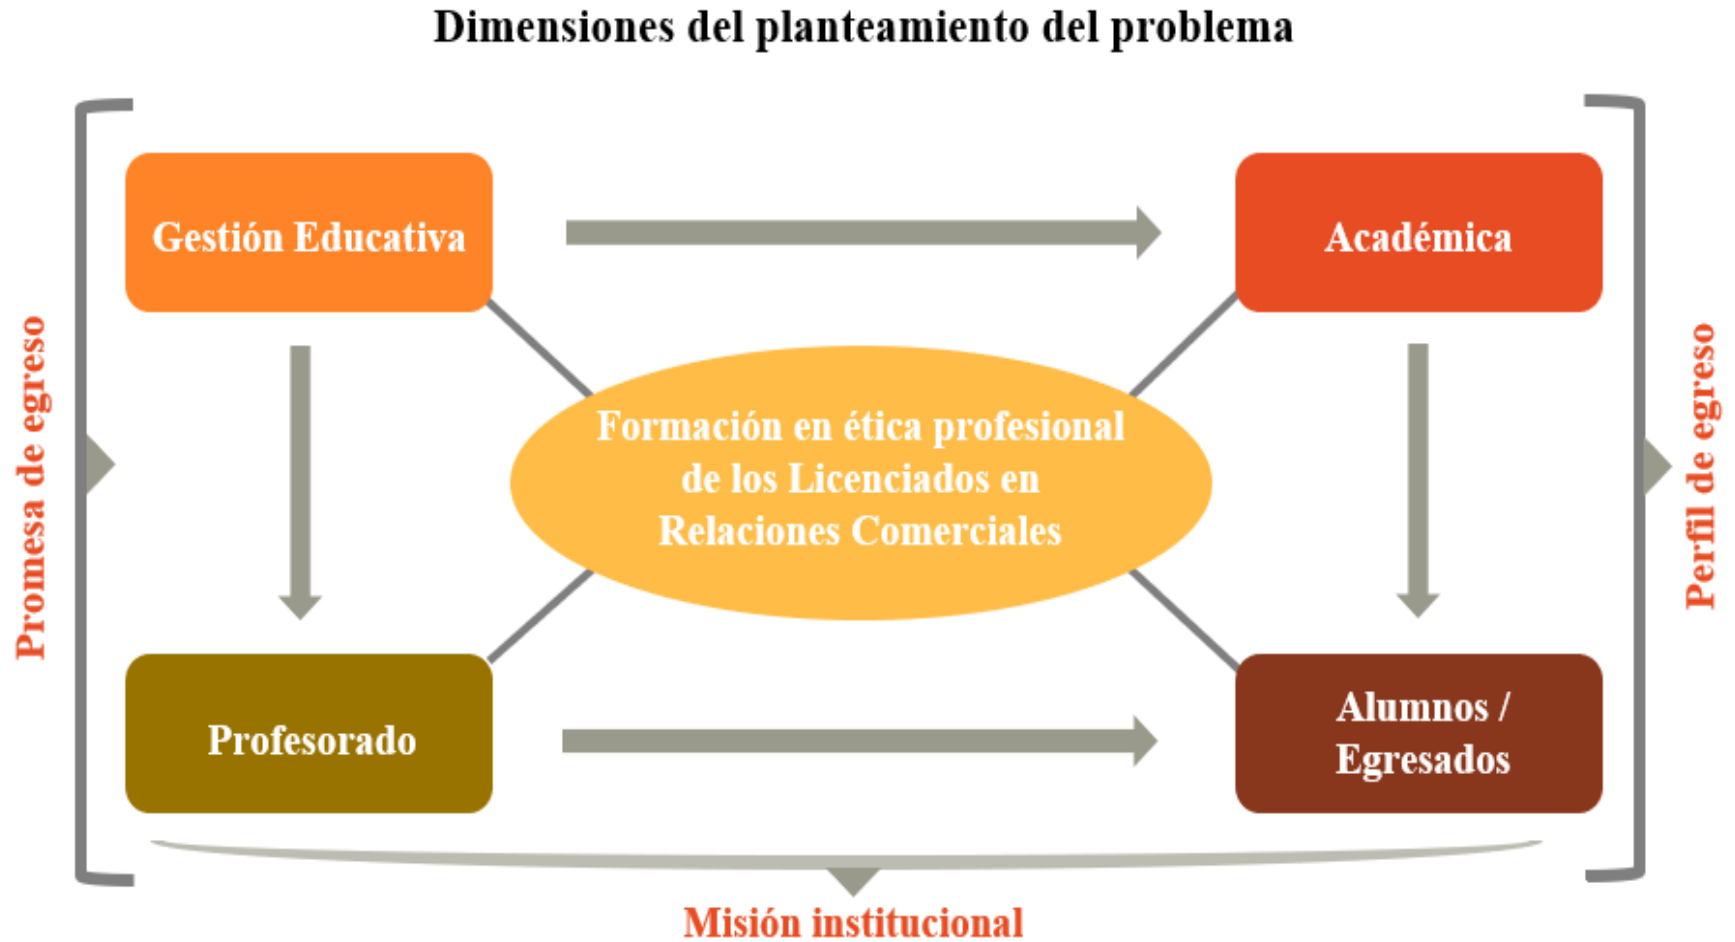 Dimensiones del planteamiento del problema
Gestión Educativa
Académica
Promesa de egreso
Formación en ética profesional
de los Licenciados en
Relaciones Comerciales
Perfil de egreso
Profesorado
Alumnos /
Egresados
Misión institucional